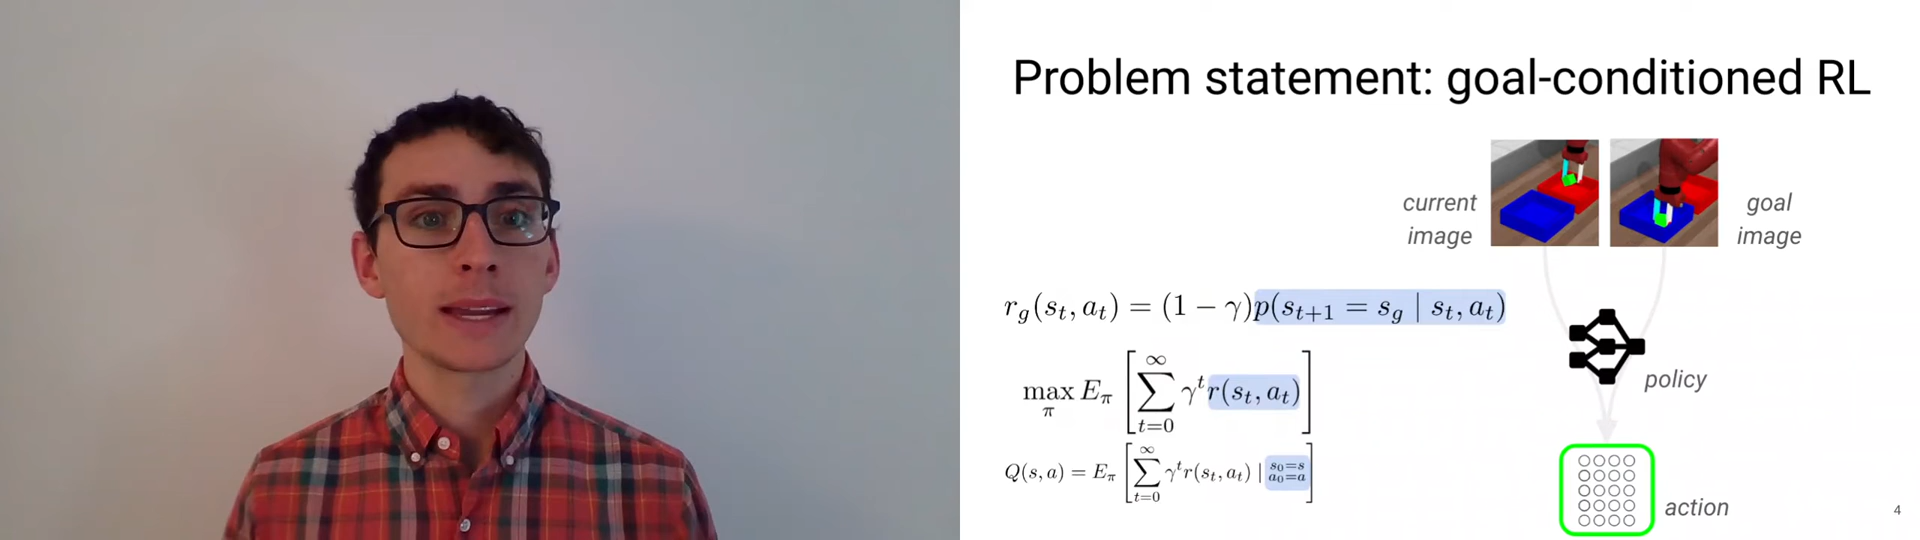 Problem statement: goal-conditioned RL
current
image
goal
image
r_g(s_t, a_t) = (1 − γ)p(s_{t+1} = s_g | s_t, a_t)
max_π E_π [∑_{t=0}^{∞} γ^t r(s_t, a_t)]
policy
Q(s, a) = E_π [∑_{t=0}^{∞} γ^t r(s_t, a_t) | s_0=s a_0=a]
action
4